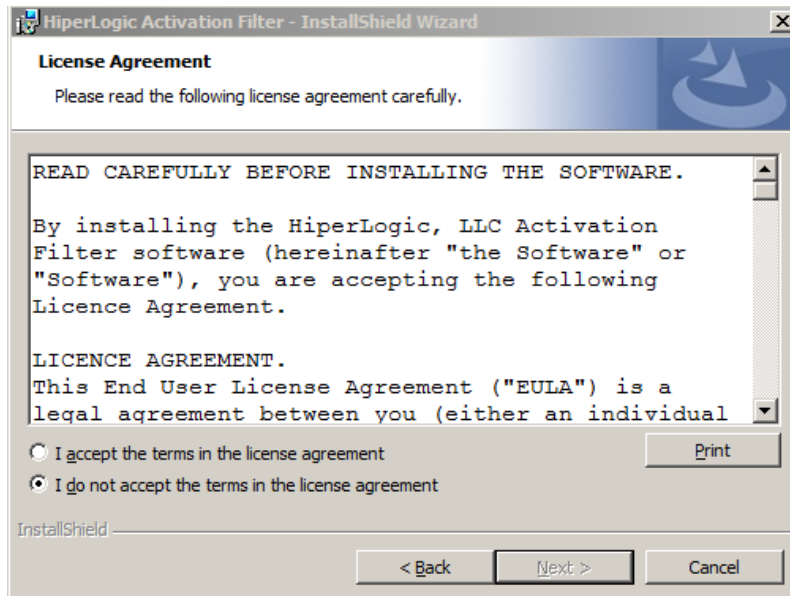 HiperLogic Activation Filter - InstallShield Wizard
License Agreement
Please read the following license agreement carefully.
READ CAREFULLY BEFORE INSTALLING THE SOFTWARE.
By installing the HiperLogic, LLC Activation
Filter software (hereinafter "the Software" or
"Software"), you are accepting the following
Licence Agreement.
LICENCE AGREEMENT.
This End User License Agreement ("EULA") is a
legal agreement between you (either an individual
I accept the terms in the license agreement
Print
I do not accept the terms in the license agreement
InstallShield
< Back
Next >
Cancel